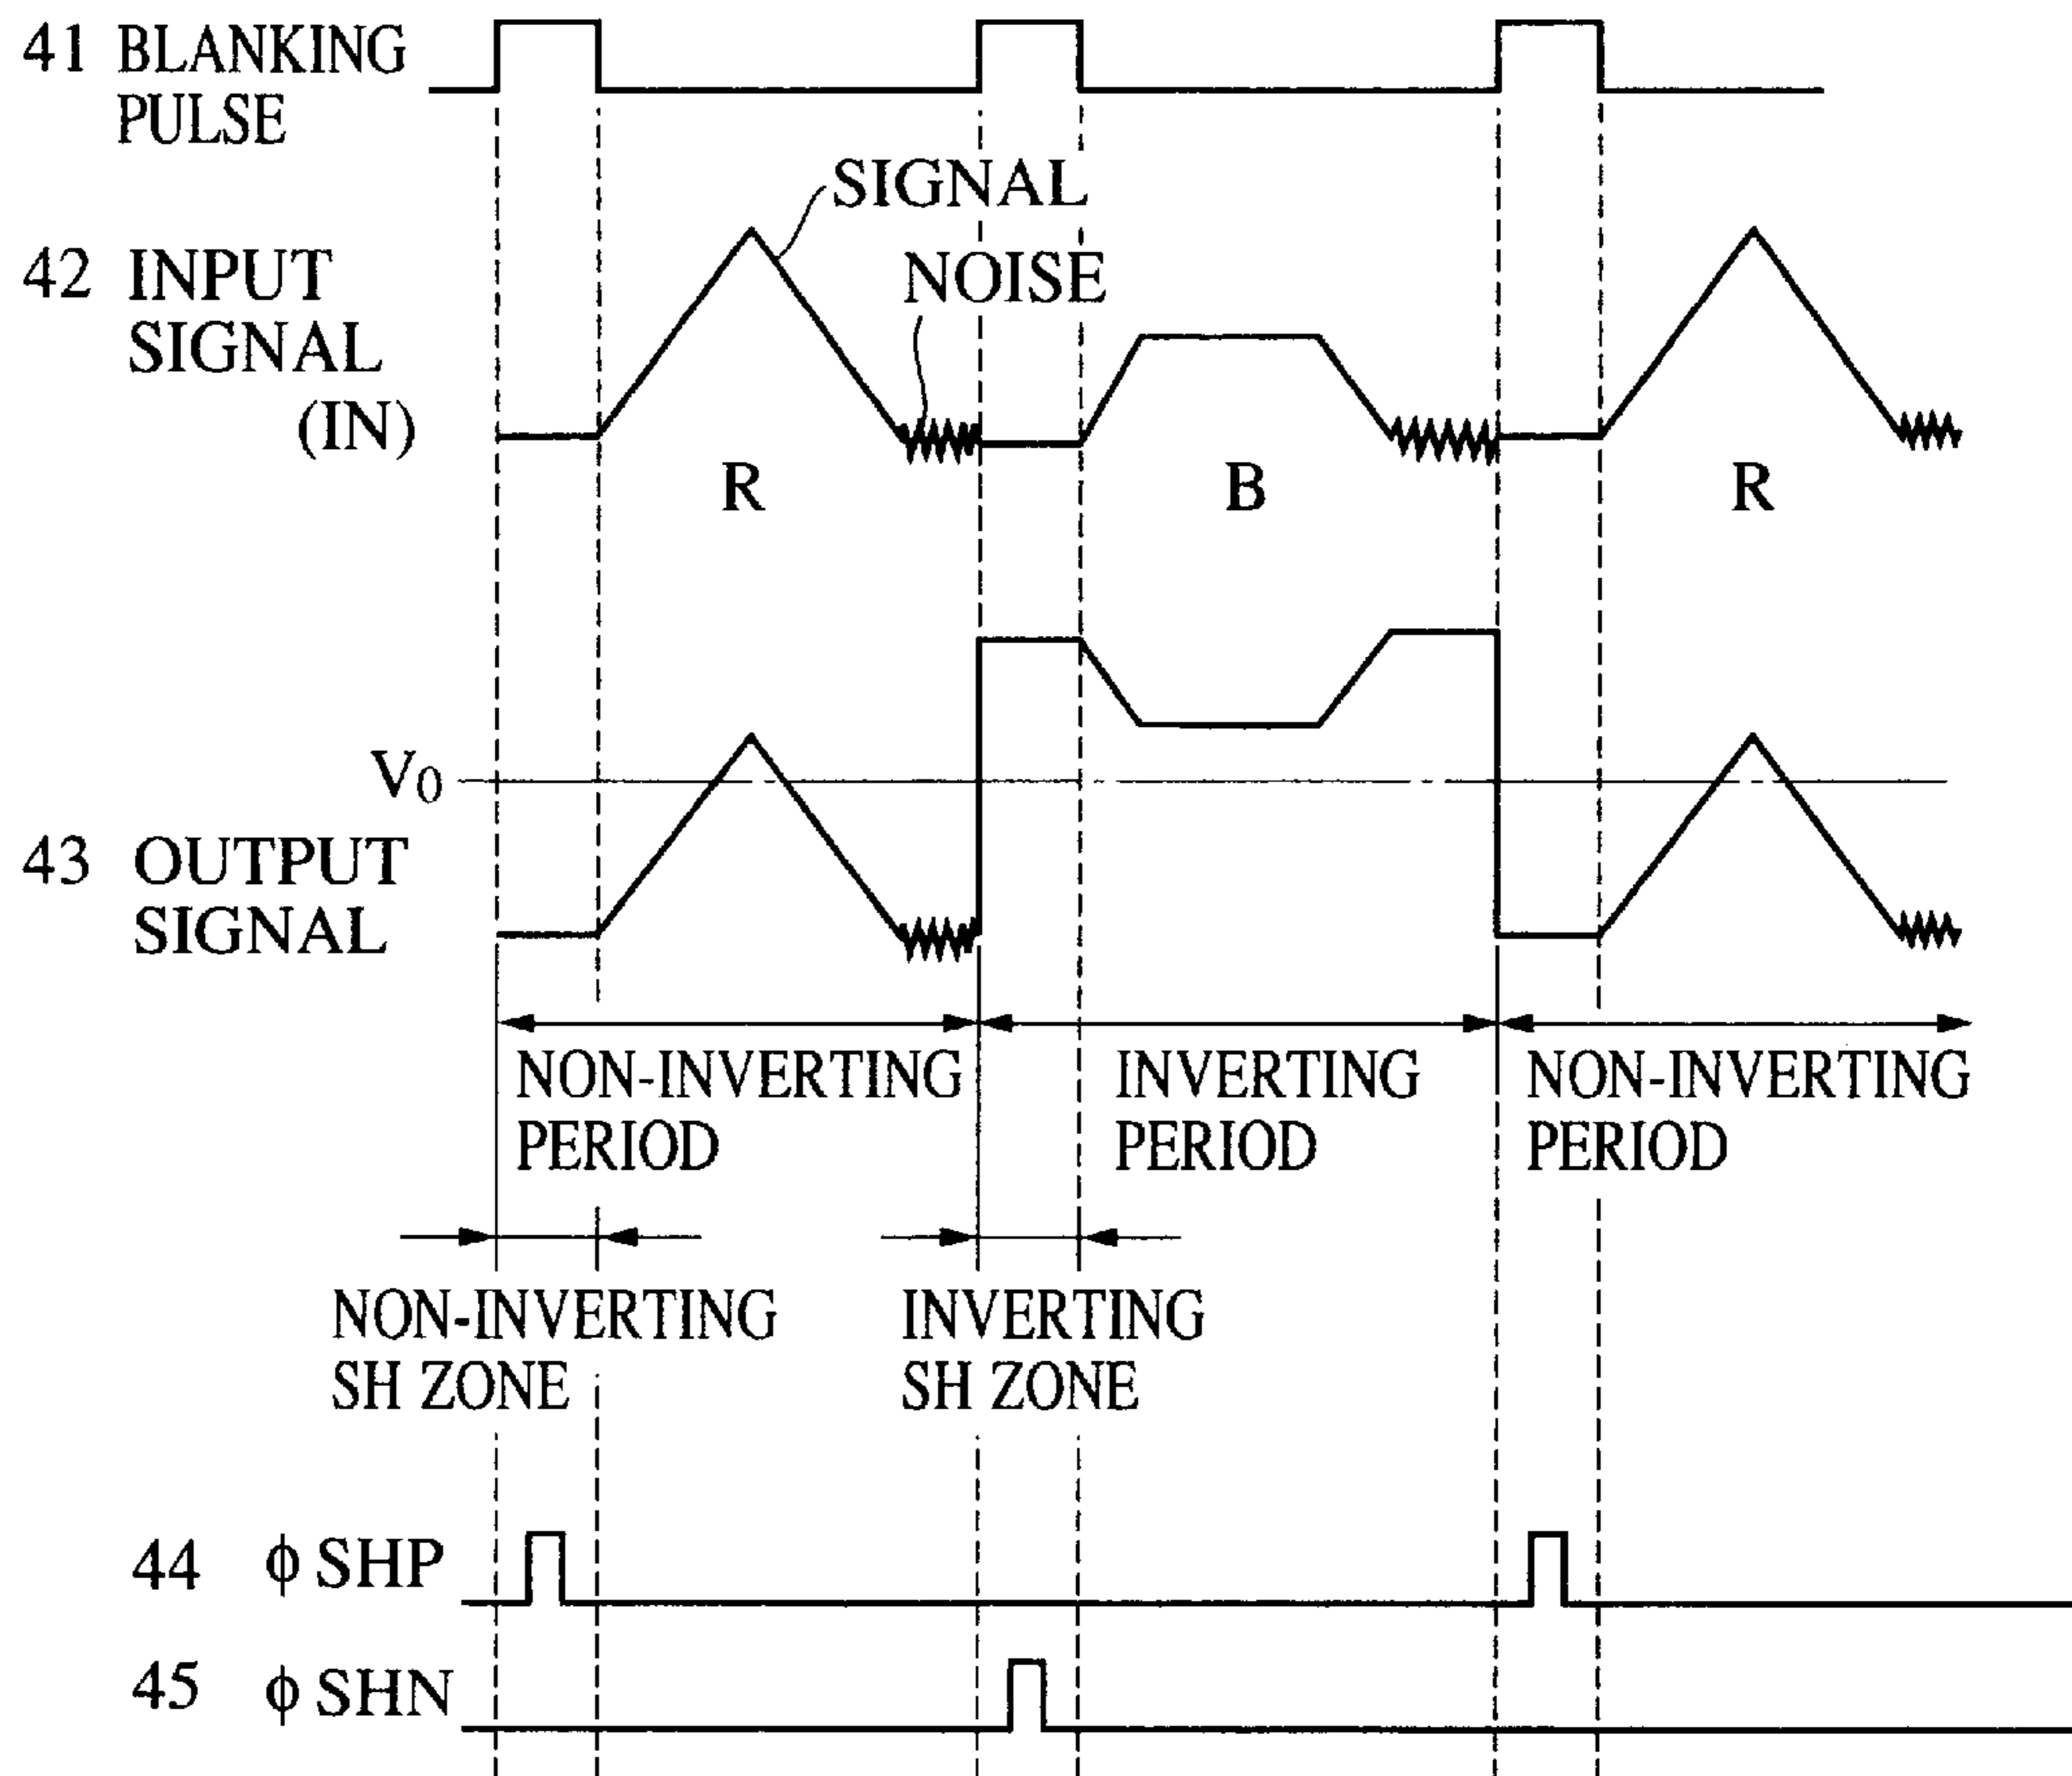 41 BLANKING
PULSE
SIGNAL
42 INPUT
SIGNAL
(IN)
NOISE
R
B
R
V0
43 OUTPUT
SIGNAL
NON-INVERTING
PERIOD
INVERTING
PERIOD
NON-INVERTING
PERIOD
NON-INVERTING
SH ZONE
INVERTING
SH ZONE
44 φ SHP
45 φ SHN